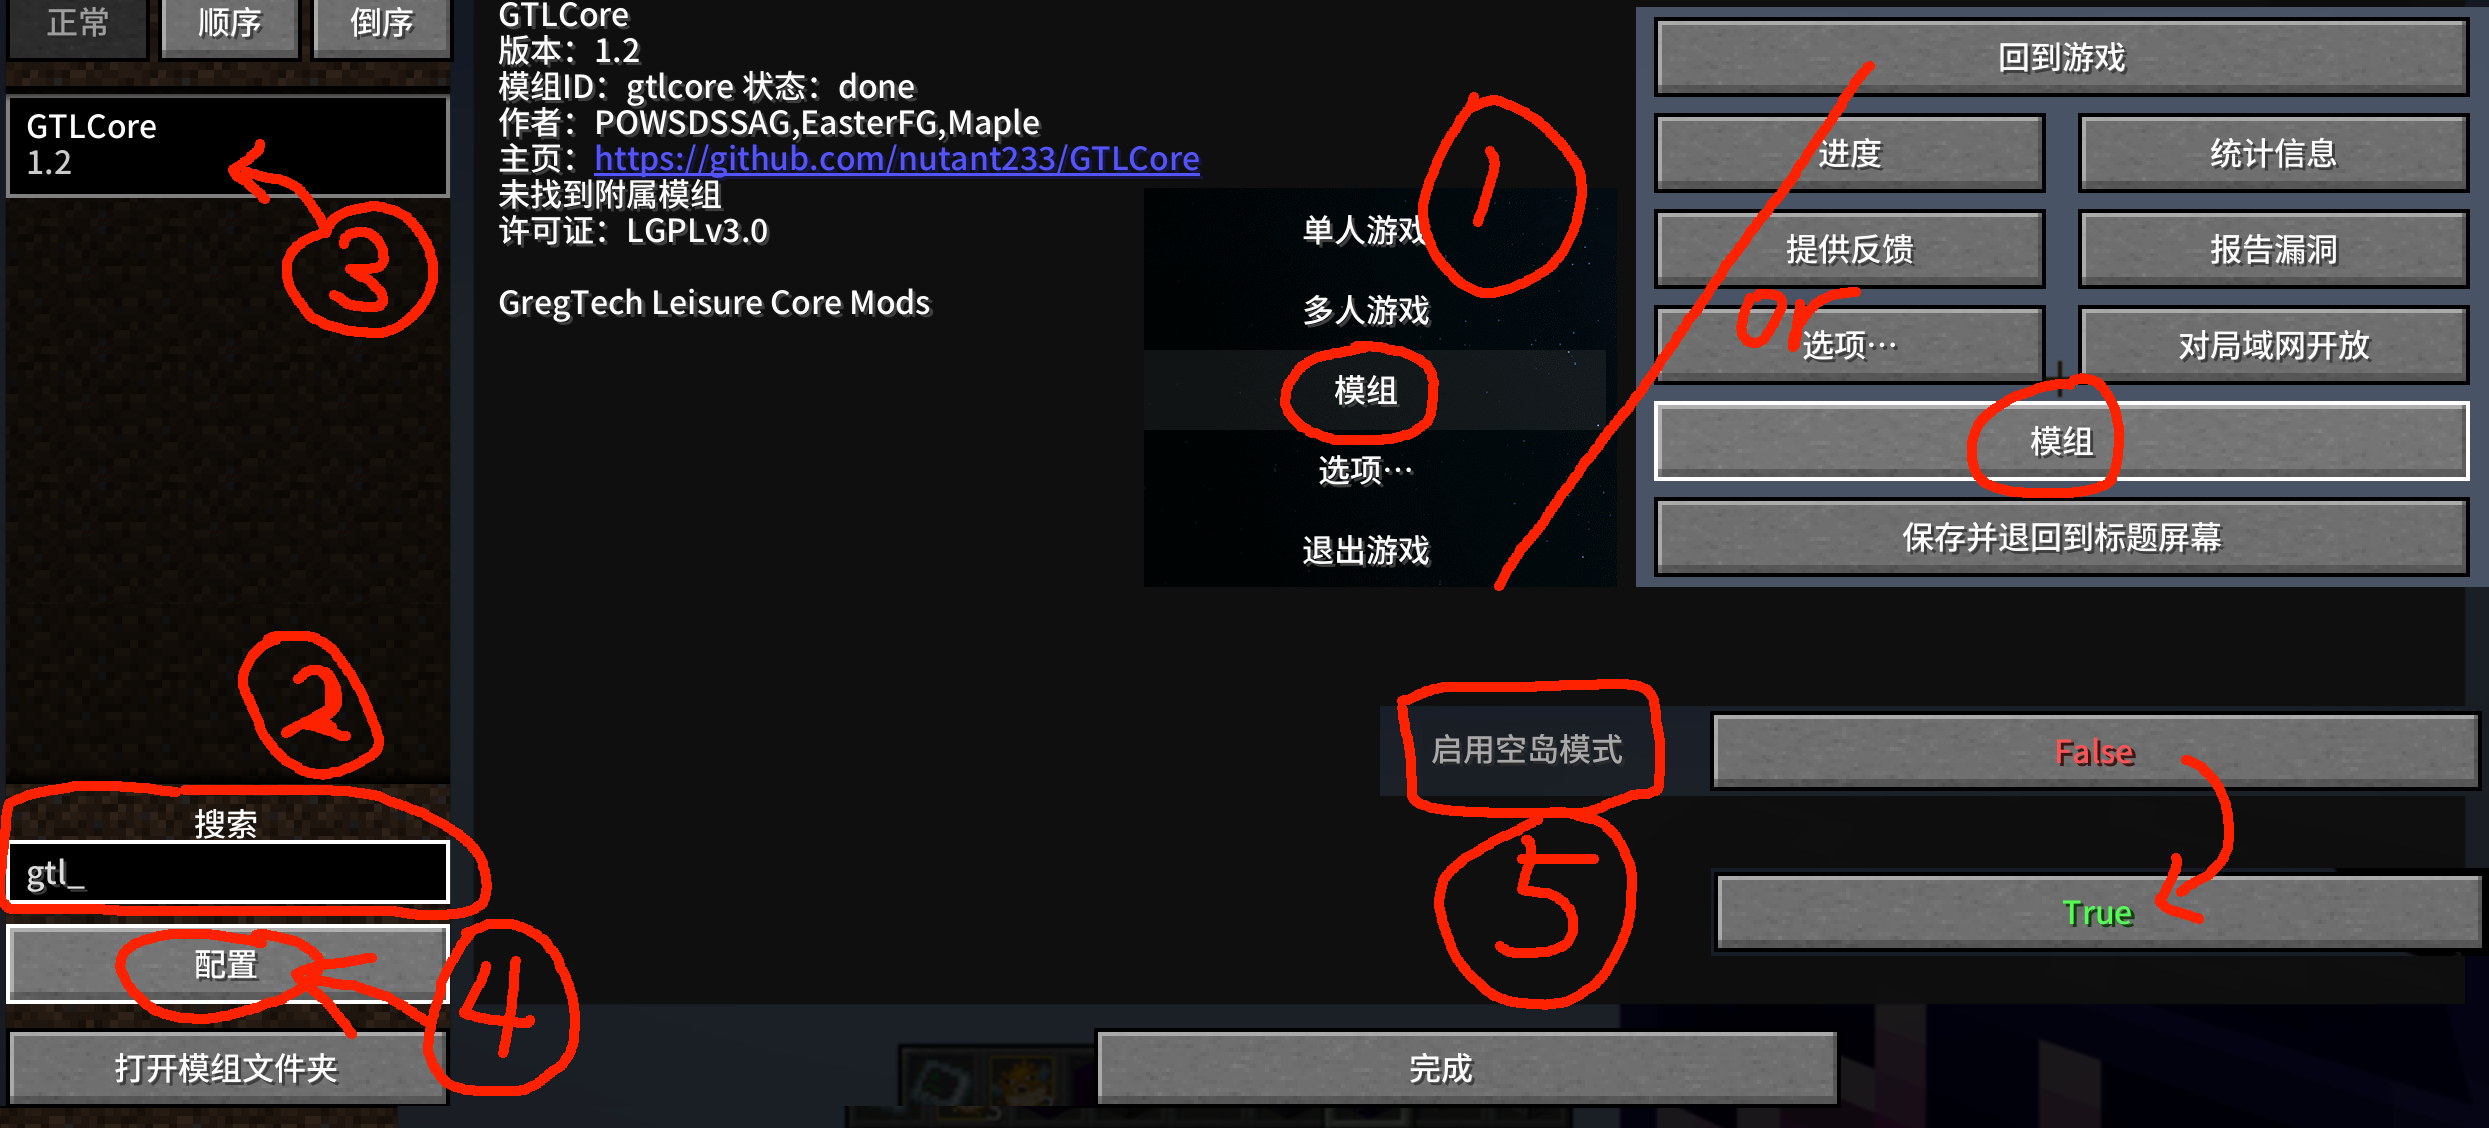 正常
顺序
倒序
GTLCore
1.2
③
②
搜索
gtl_
配置
④
打开模组文件夹
GTLCore
版本：1.2
模组ID：gtlcore 状态：done
作者：POWSDSSAG,EasterFG,Maple
主页：https://github.com/nutant233/GTLCore
未找到附属模组
许可证：LGPLv3.0
GregTech Leisure Core Mods
①
单人游戏
多人游戏
模组
选项…
退出游戏
or
回到游戏
进度
统计信息
提供反馈
报告漏洞
选项…
对局域网开放
模组
保存并退回到标题屏幕
启用空岛模式
False
⑤
True
完成